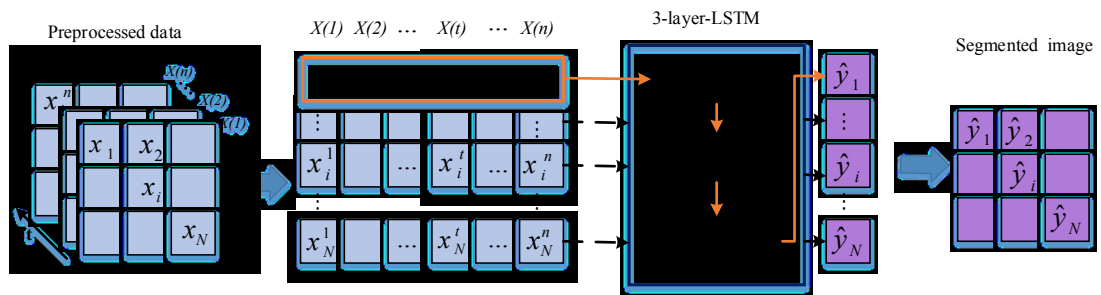 Preprocessed data
X(n)
X(2)
X(1)
x^n
x_1 x_2
x_i
x_N
t
X(1) X(2) ... X(t) ... X(n)
⋮ ⋮ ⋮
x_i^1 ... x_i^t ... x_i^n
⋮ ⋮
x_N^1 ... x_N^t ... x_N^n
3-layer-LSTM
ŷ_1
⋮
ŷ_i
⋮
ŷ_N
Segmented image
ŷ_1 ŷ_2
ŷ_i
ŷ_N